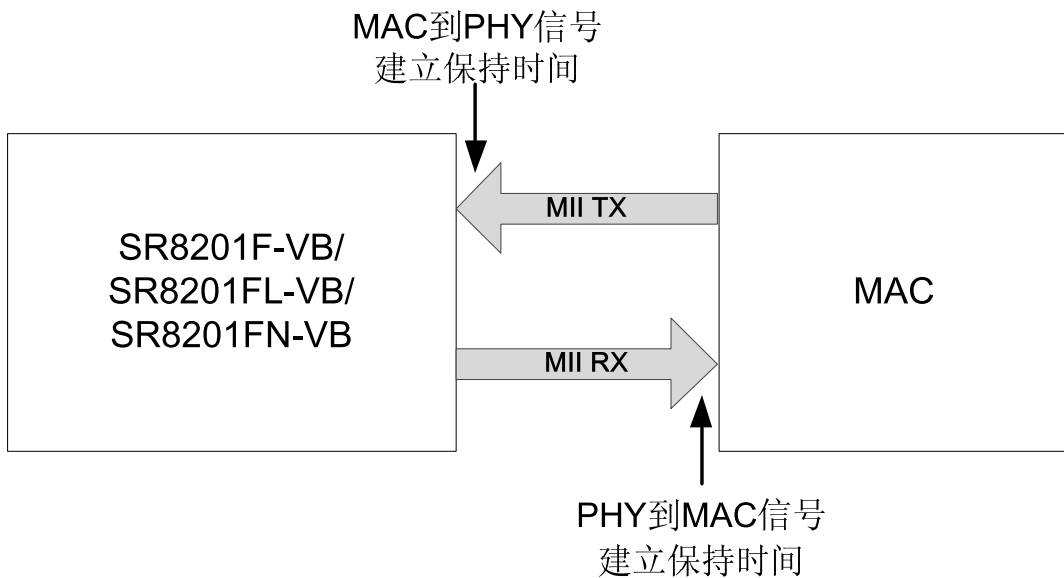 MAC到PHY信号
建立保持时间
MII TX
SR8201F-VB/
SR8201FL-VB/
SR8201FN-VB
MAC
MII RX
PHY到MAC信号
建立保持时间